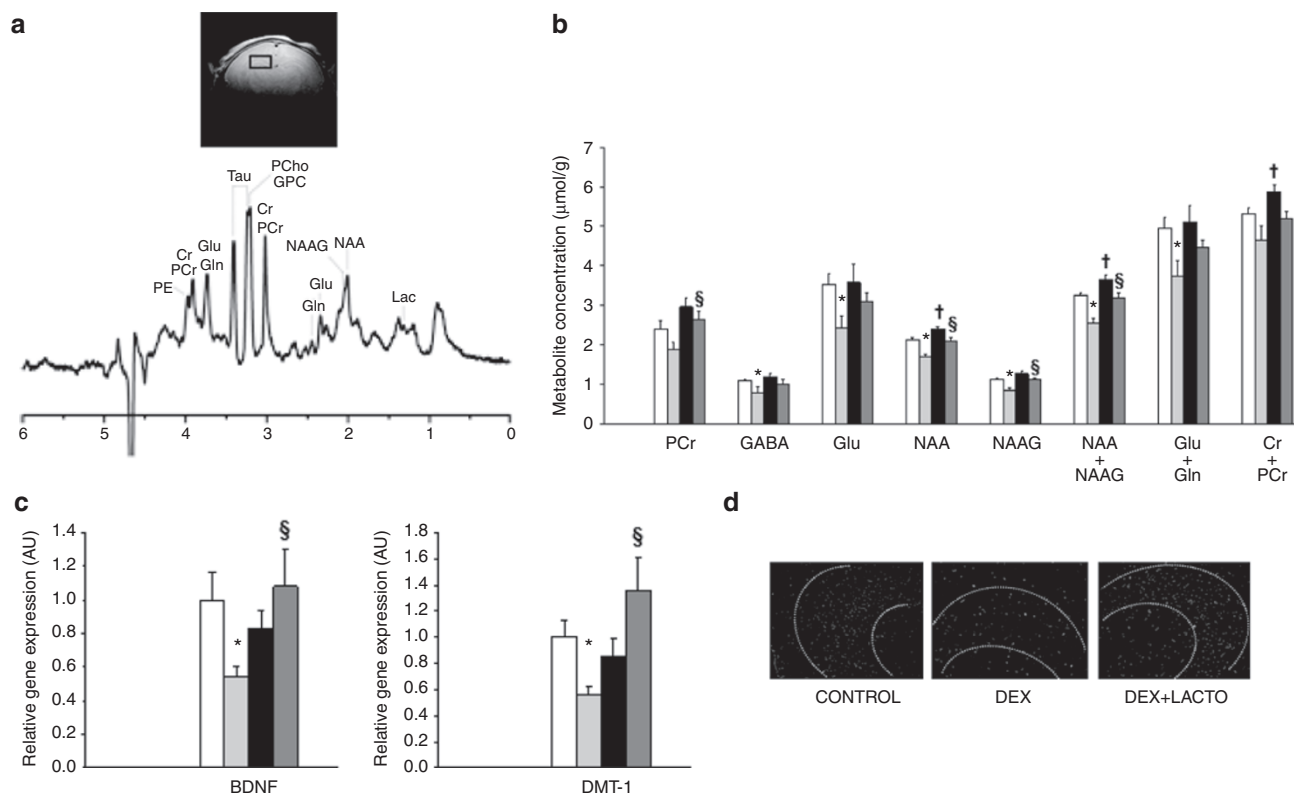 a
Tau
PCho
GPC
Cr
PCr
NAAG NAA
Cr
PCr
Glu
Gln
PE
Glu
Gln
Lac
6 5 4 3 2 1 0
b
Metabolite concentration (μmol/g)
7
6
5
4
3
2
1
0
§
*
*
*
†
§
*
§
*
†
§
*
†
PCr GABA Glu NAA NAAG NAA + NAAG Glu + Gln Cr + PCr
c
Relative gene expression (AU)
1.4
1.2
1.0
0.8
0.6
0.4
0.2
0.0
*
§
BDNF
Relative gene expression (AU)
1.8
1.6
1.4
1.2
1.0
0.8
0.6
0.4
0.2
0.0
*
§
DMT-1
d
CONTROL DEX DEX+LACTO